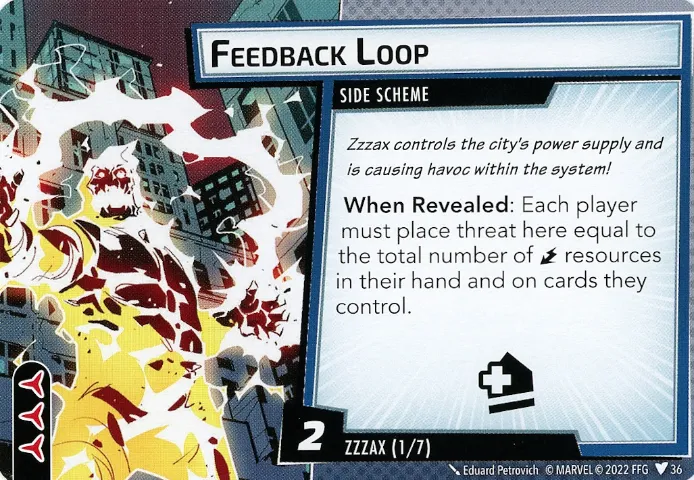 FEEDBACK LOOP
SIDE SCHEME
Zzzax controls the city's power supply and
is causing havoc within the system!
When Revealed: Each player
must place threat here equal to
the total number of resources
in their hand and on cards they
control.
2
ZZZAX (1/7)
Eduard Petrovich © MARVEL © 2022 FFG 36